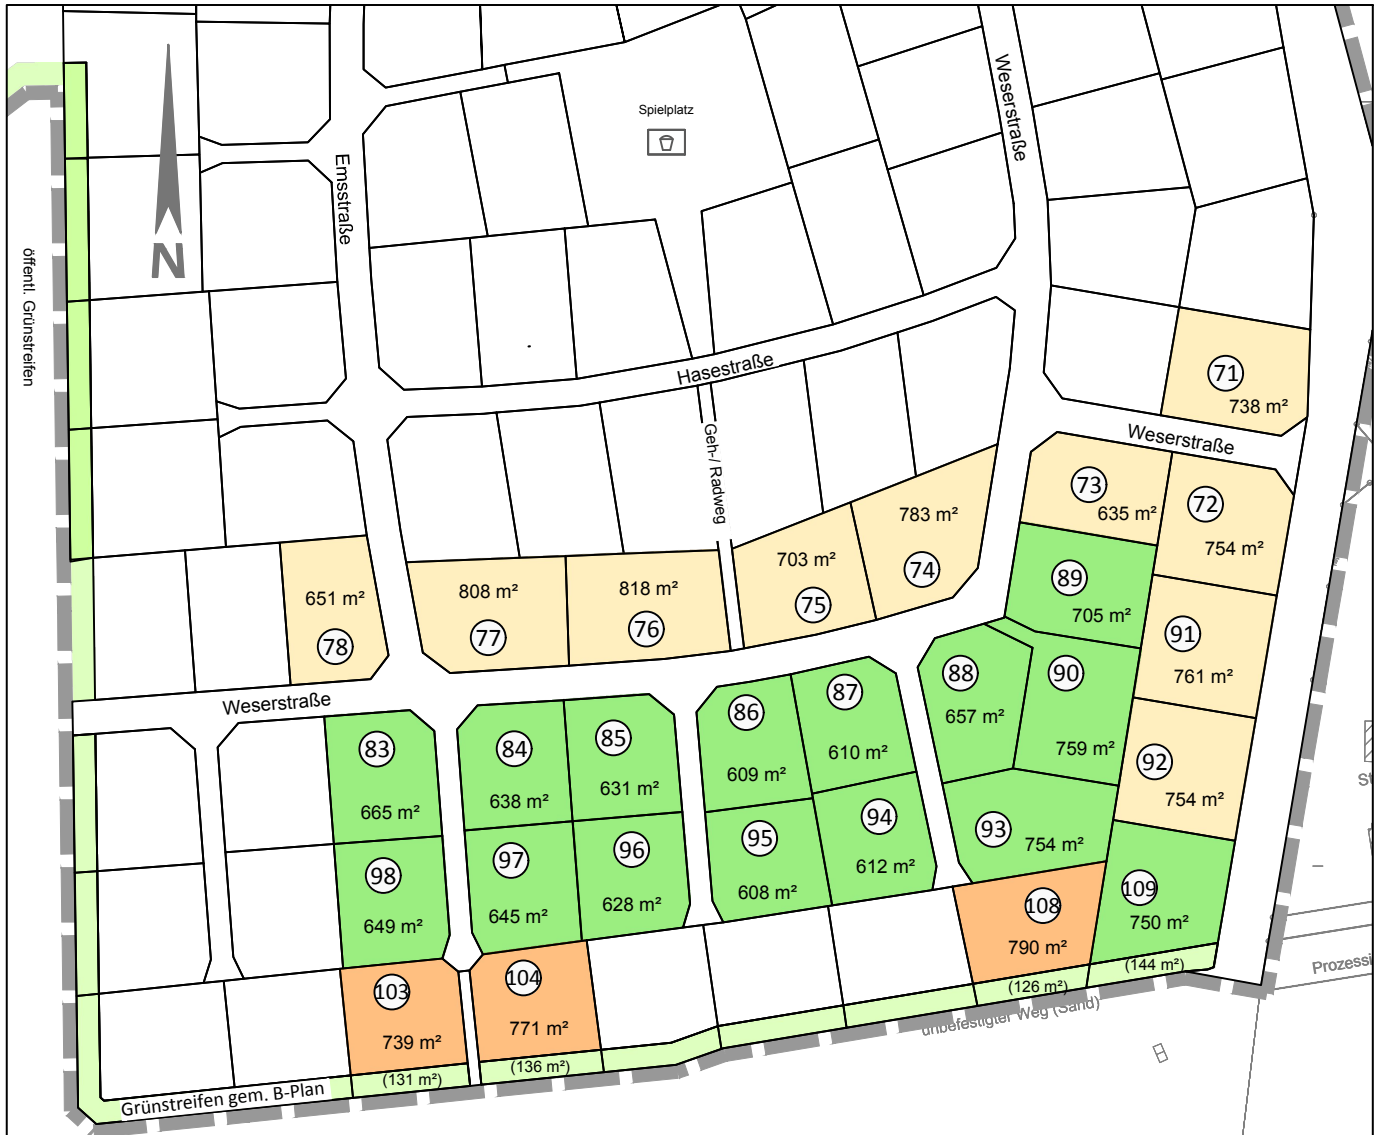 Spielplatz
Weserstraße
Emsstraße
N
öffentl. Grünstreifen
Hasestraße
71
738 m²
Geh-/ Radweg
Weserstraße
73
635 m²
72
754 m²
783 m²
74
703 m²
75
818 m²
76
808 m²
77
651 m²
78
89
705 m²
91
761 m²
88
657 m²
90
759 m²
Weserstraße
83
665 m²
84
638 m²
85
631 m²
86
609 m²
87
610 m²
92
754 m²
93
754 m²
94
612 m²
95
608 m²
96
628 m²
97
645 m²
98
649 m²
109
750 m²
108
790 m²
(144 m²)
(126 m²)
103
739 m²
104
771 m²
(131 m²)
(136 m²)
unbefestigter Weg (Sand)
Grünstreifen gem. B-Plan
St
Prozessi